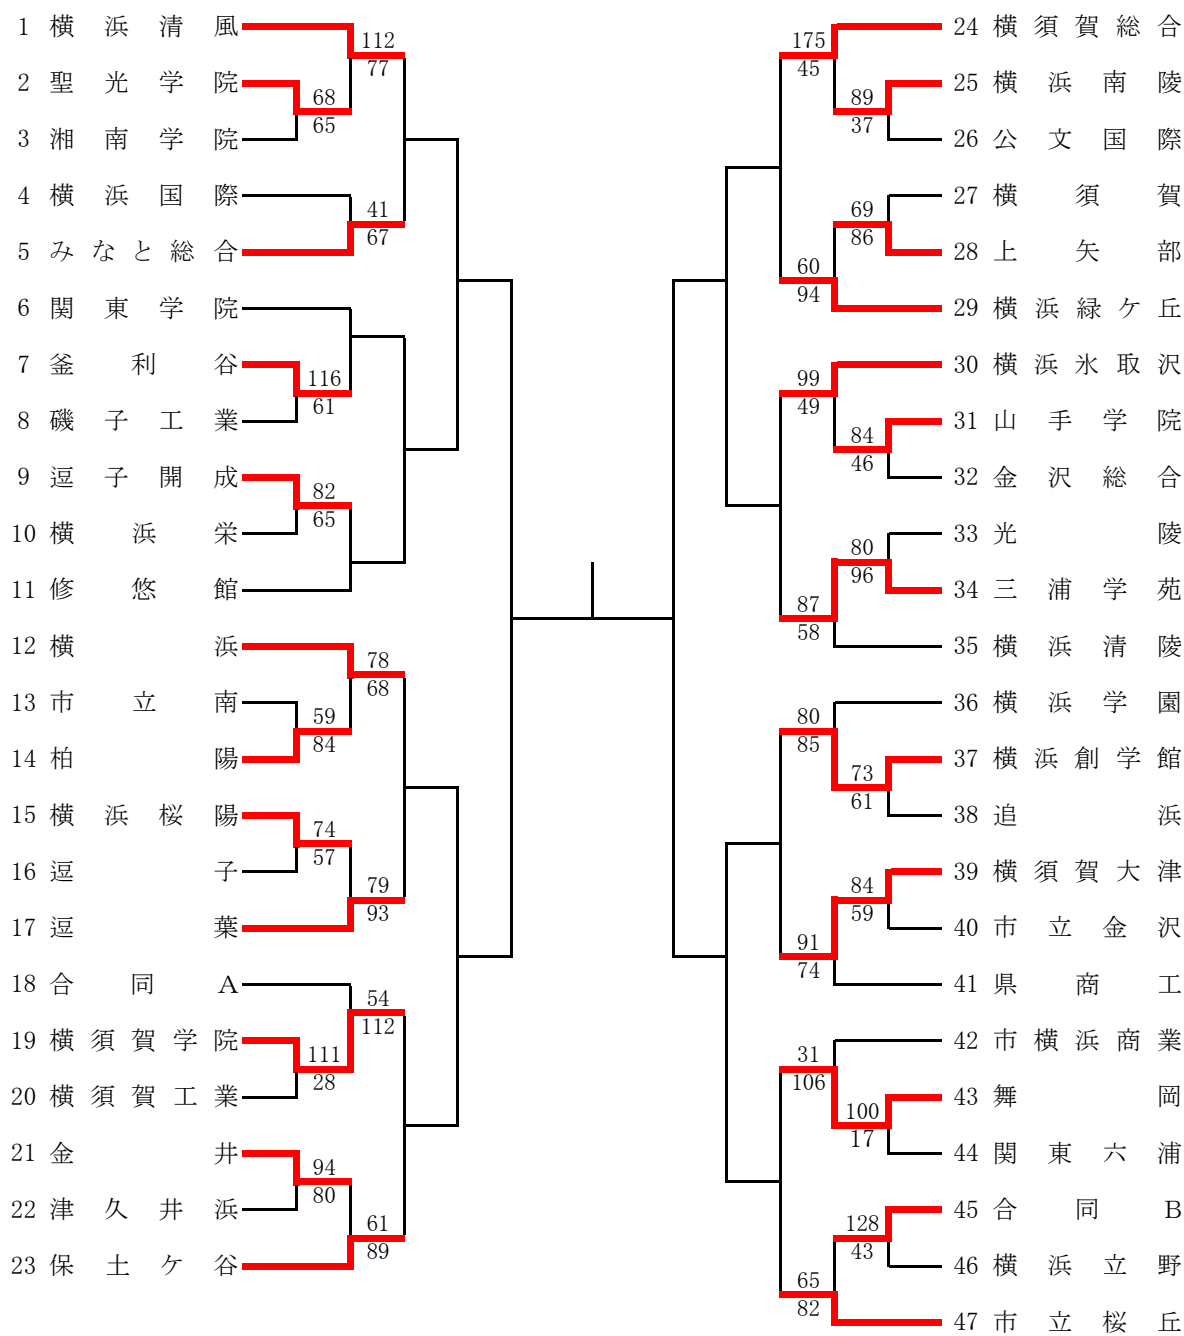 1 横浜清風
112
77
2 聖光学院
68
65
3 湘南学院
4 横浜国際
41
67
5 みなと総合
6 関東学院
7 釜利谷
116
61
8 磯子工業
9 逗子開成
82
65
10 横浜栄
11 修悠館
12 横浜
78
68
13 市立南
59
84
14 柏陽
15 横浜桜陽
74
57
16 逗子
79
93
17 逗葉
18 合同A
54
112
19 横須賀学院
111
28
20 横須賀工業
21 金井
94
80
22 津久井浜
61
89
23 保土ケ谷
24 横須賀総合
175
45
25 横浜南陵
89
37
26 公文国際
27 横須賀
69
86
28 上矢部
60
94
29 横浜緑ケ丘
30 横浜氷取沢
99
49
31 山手学院
84
46
32 金沢総合
33 光陵
80
96
34 三浦学苑
87
58
35 横浜清陵
36 横浜学園
80
85
37 横浜創学館
73
61
38 追浜
39 横須賀大津
84
59
40 市立金沢
91
74
41 県商工
42 市横浜商業
31
106
43 舞岡
100
17
44 関東六浦
45 合同B
128
43
46 横浜立野
65
82
47 市立桜丘